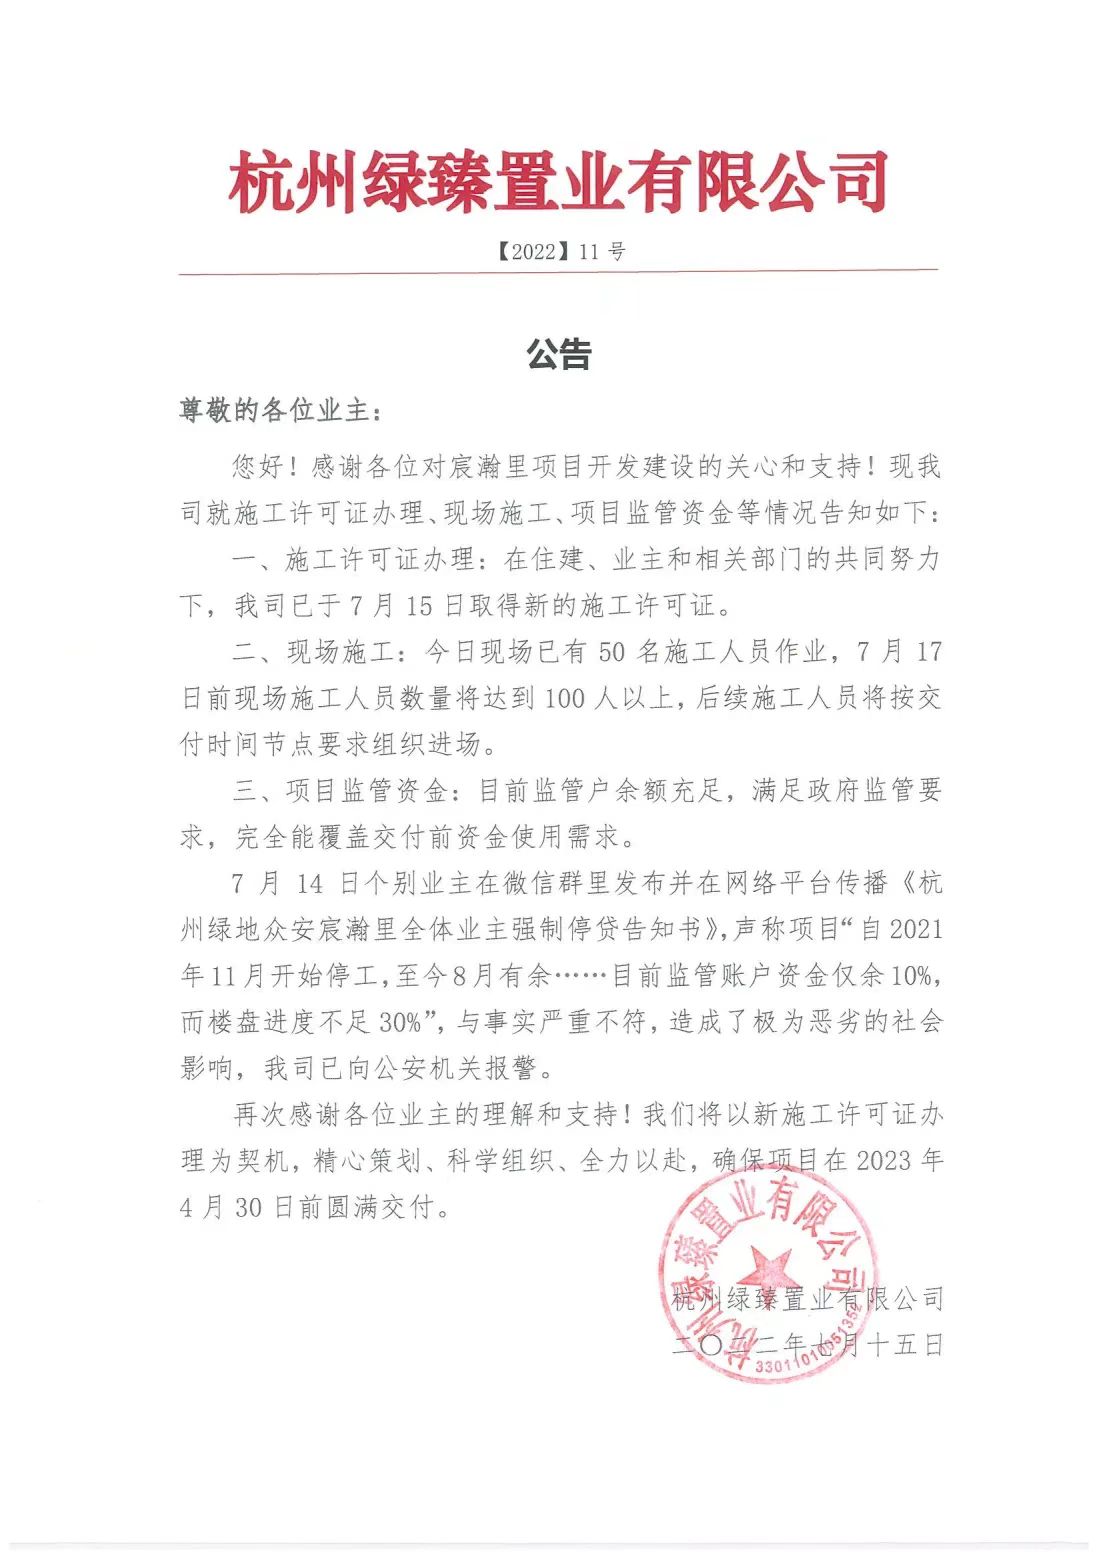 杭州绿臻置业有限公司
【2022】11 号
公告
尊敬的各位业主：
您好！感谢各位对宸瀚里项目开发建设的关心和支持！现我
司就施工许可证办理、现场施工、项目监管资金等情况告知如下：
一、施工许可证办理：在住建、业主和相关部门的共同努力
下，我司已于 7 月 15 日取得新的施工许可证。
二、现场施工：今日现场已有 50 名施工人员作业，7 月 17
日前现场施工人员数量将达到 100 人以上，后续施工人员将按交
付时间节点要求组织进场。
三、项目监管资金：目前监管户余额充足，满足政府监管要
求，完全能覆盖交付前资金使用需求。
7 月 14 日个别业主在微信群里发布并在网络平台传播《杭
州绿地众安宸瀚里全体业主强制停贷告知书》，声称项目“自 2021
年 11 月开始停工，至今 8 月有余……目前监管账户资金仅余 10%，
而楼盘进度不足 30%”，与事实严重不符，造成了极为恶劣的社会
影响，我司已向公安机关报警。
再次感谢各位业主的理解和支持！我们将以新施工许可证办
理为契机，精心策划、科学组织、全力以赴，确保项目在 2023 年
4 月 30 日前圆满交付。
杭州绿臻置业有限公司
二〇二二年七月十五日
杭州绿臻置业有限公司
33011010051352